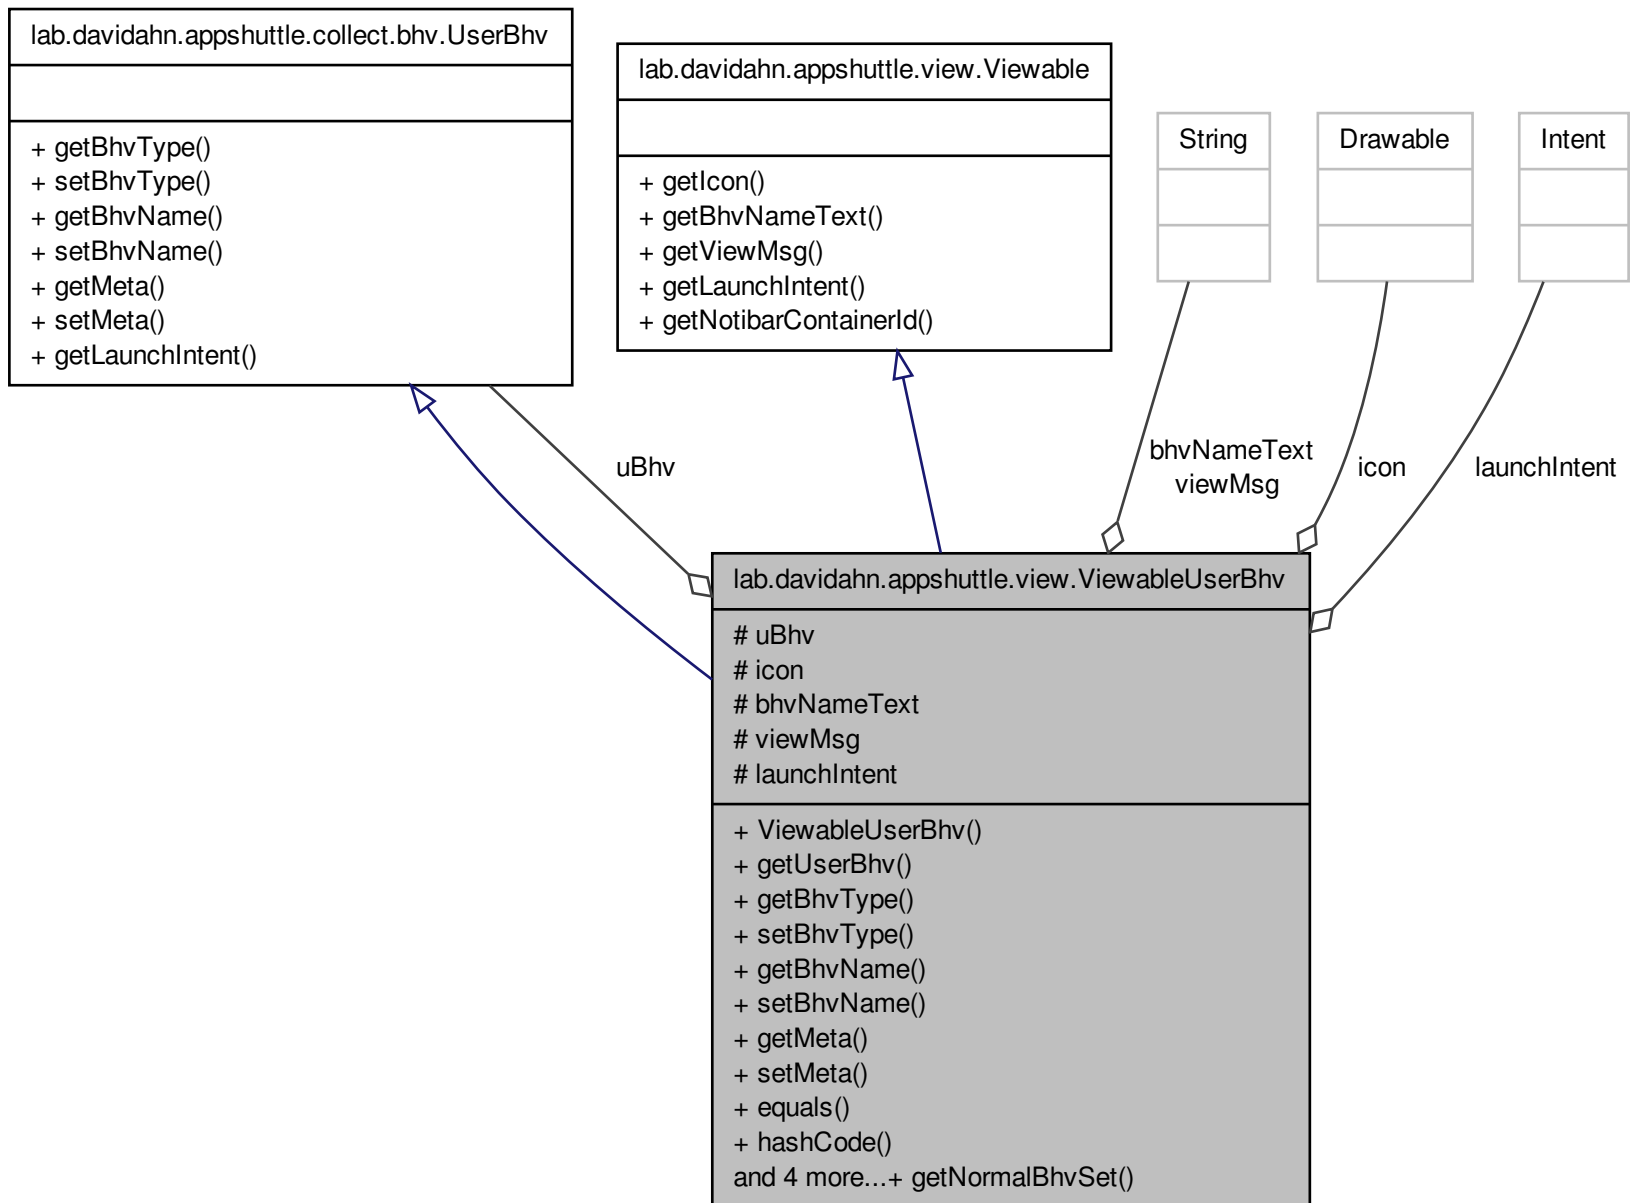 lab.davidahn.appshuttle.collect.bhv.UserBhv
+ getBhvType()
+ setBhvType()
+ getBhvName()
+ setBhvName()
+ getMeta()
+ setMeta()
+ getLaunchIntent()
lab.davidahn.appshuttle.view.Viewable
+ getIcon()
+ getBhvNameText()
+ getViewMsg()
+ getLaunchIntent()
+ getNotibarContainerId()
String
Drawable
Intent
uBhv
bhvNameText
viewMsg
icon
launchIntent
lab.davidahn.appshuttle.view.ViewableUserBhv
# uBhv
# icon
# bhvNameText
# viewMsg
# launchIntent
+ ViewableUserBhv()
+ getUserBhv()
+ getBhvType()
+ setBhvType()
+ getBhvName()
+ setBhvName()
+ getMeta()
+ setMeta()
+ equals()
+ hashCode()
and 4 more...+ getNormalBhvSet()